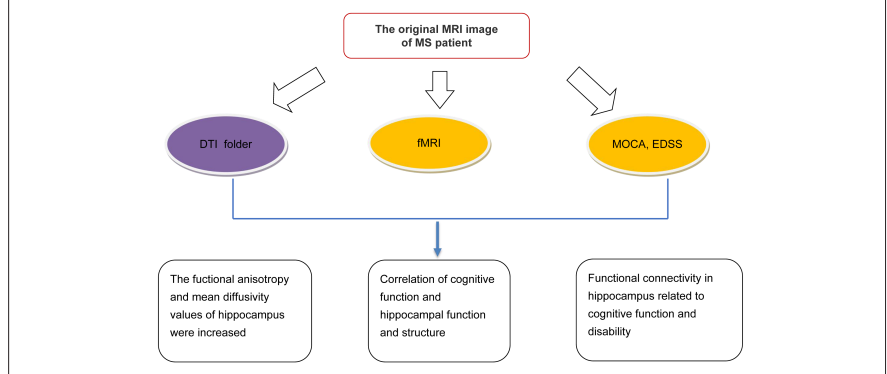 The original MRI image
of MS patient
DTI folder
fMRI
MOCA, EDSS
The fuctional anisotropy
and mean diffusivity
values of hippocampus
were increased
Correlation of cognitive
function and
hippocampal function
and structure
Functional connectivity in
hippocampus related to
cognitive function and
disability